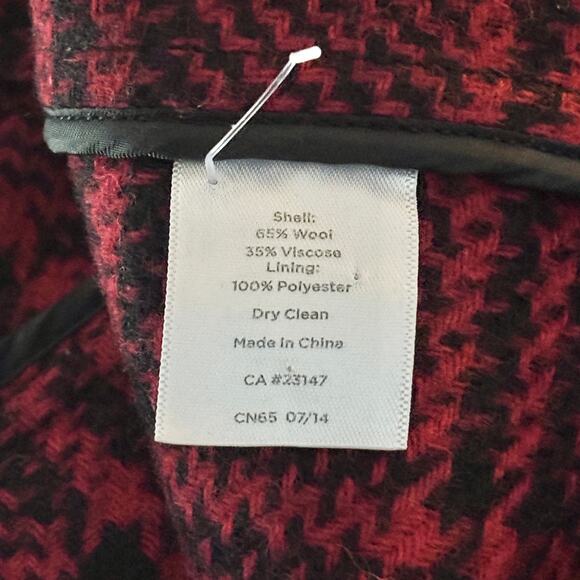 Shell:
65% Wool
35% Viscose
Lining:
100% Polyester
Dry Clean
Made in China
CA #23147
CN65 07/14